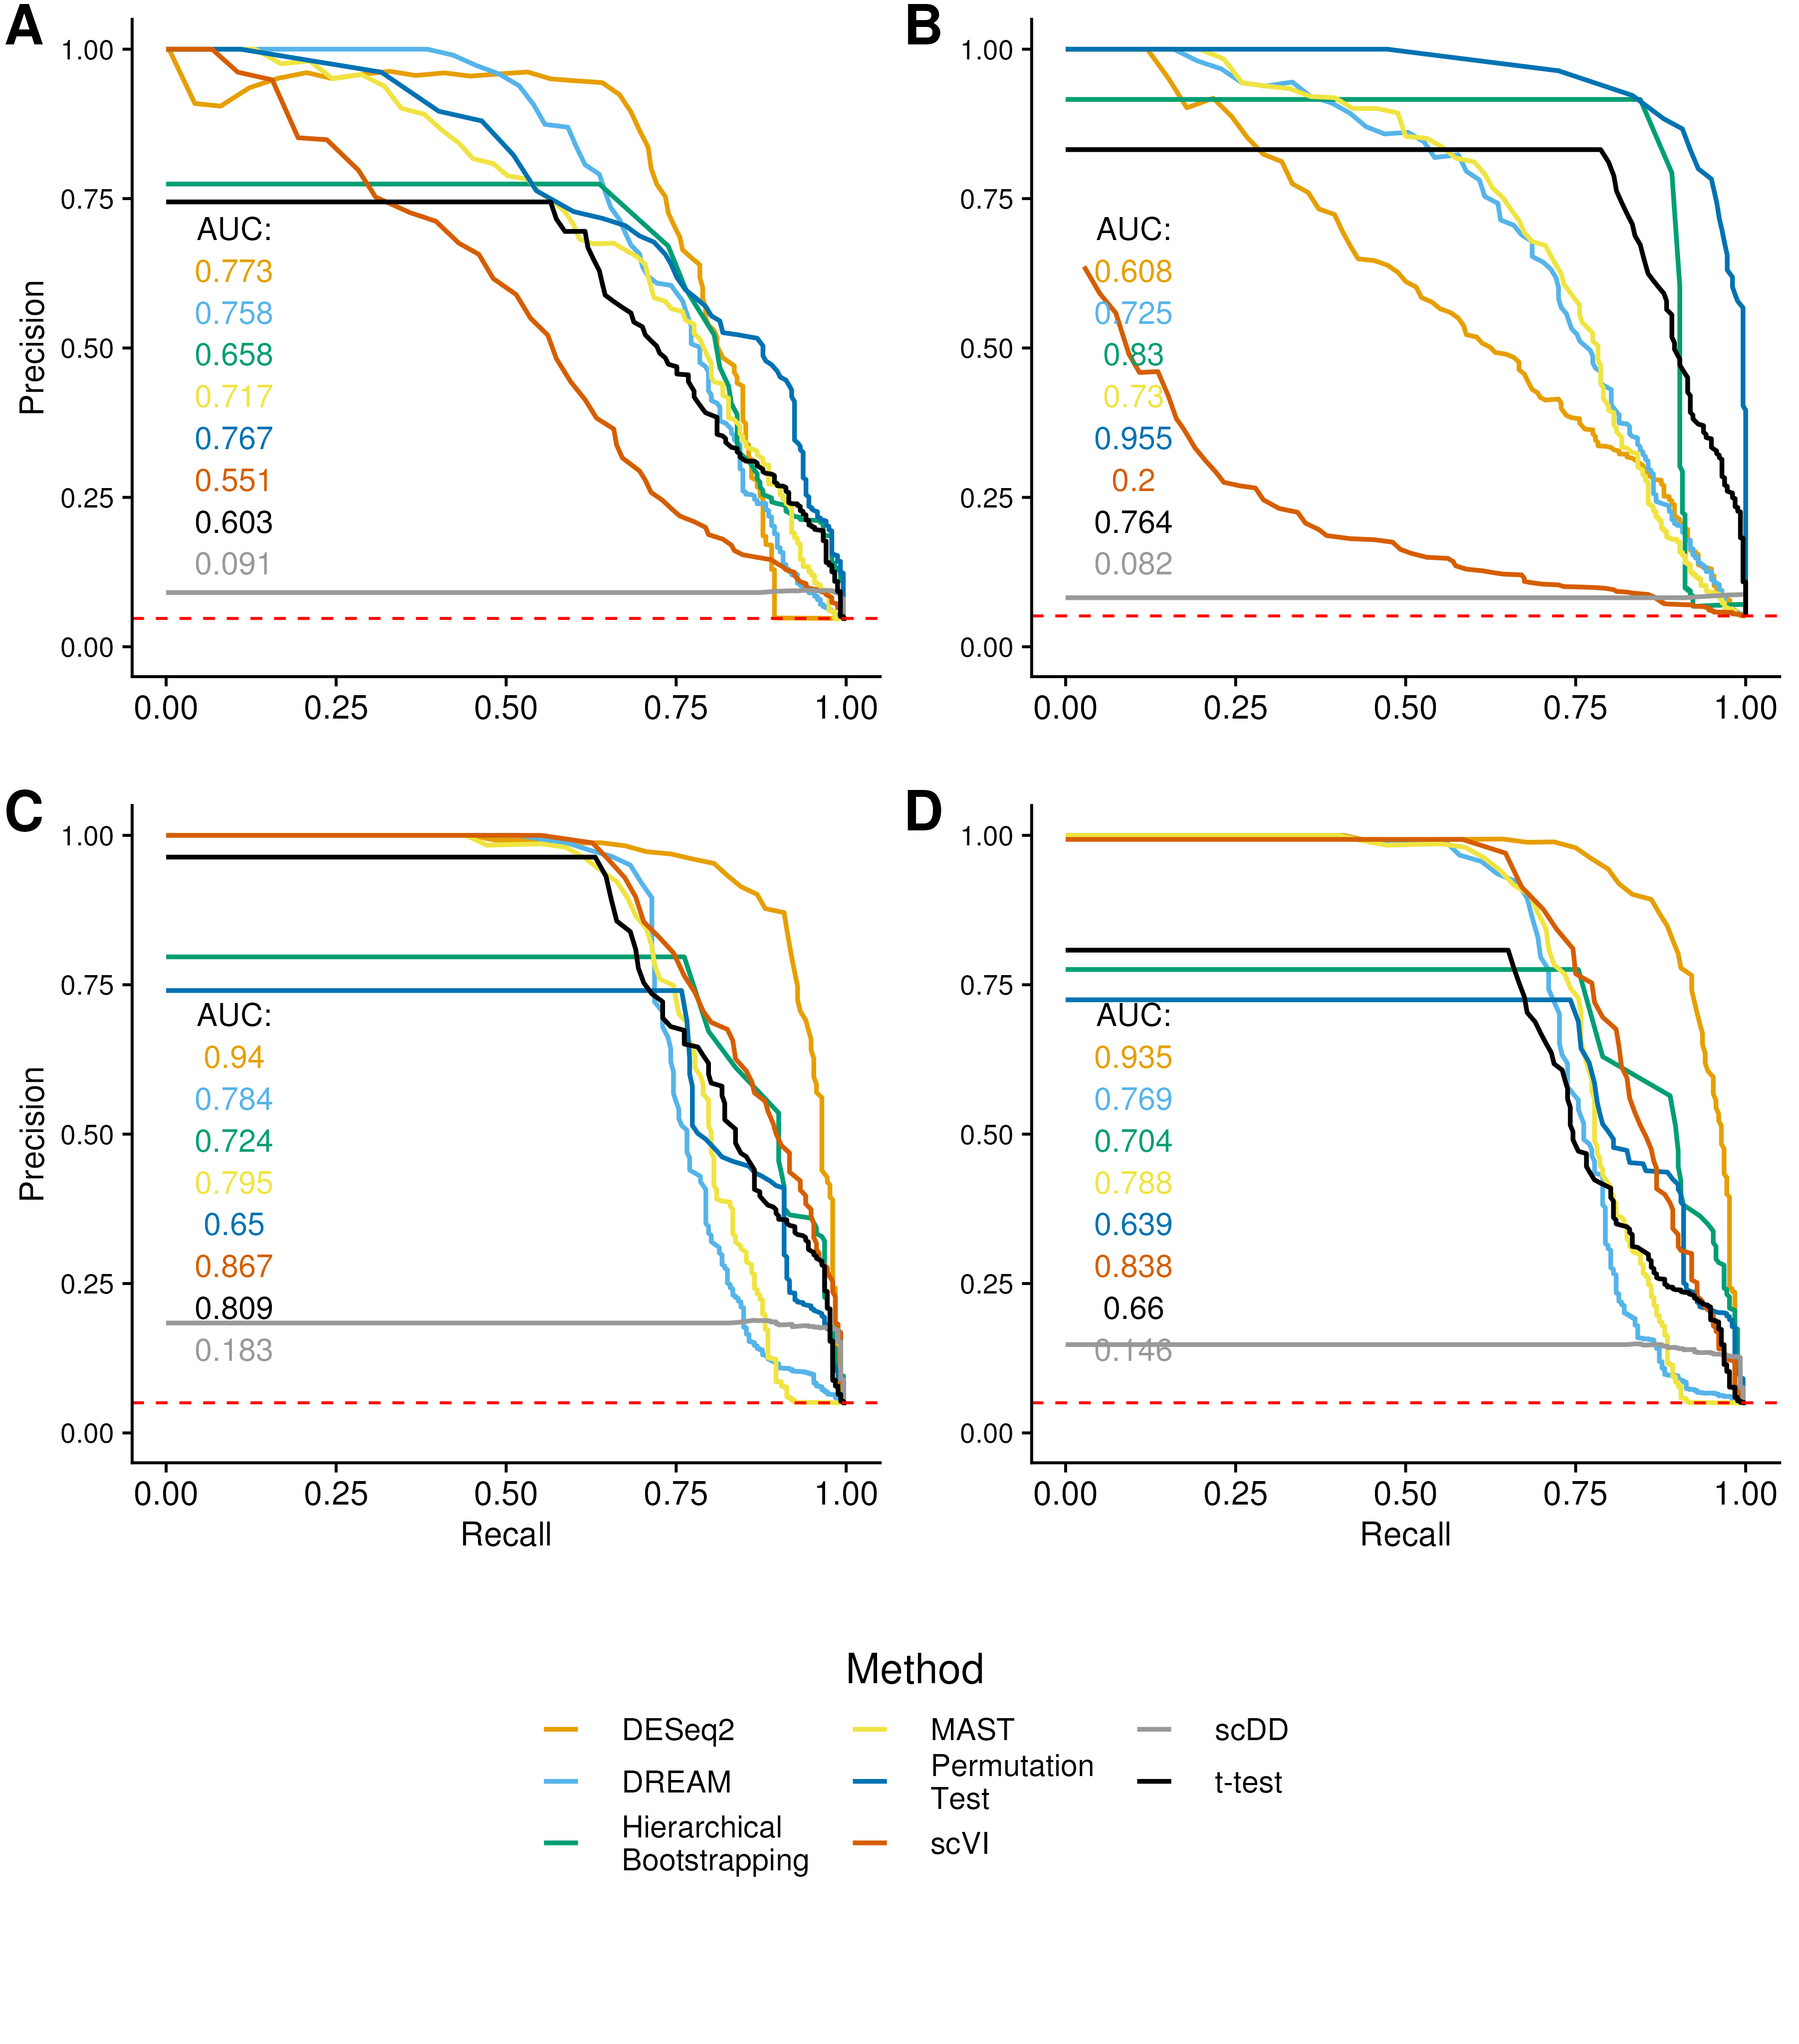 A
1.00
0.75
0.50
0.25
0.00
Precision
AUC:
0.773
0.758
0.658
0.717
0.767
0.551
0.603
0.091
0.00 0.25 0.50 0.75 1.00
B
1.00
0.75
0.50
0.25
0.00
AUC:
0.608
0.725
0.83
0.73
0.955
0.2
0.764
0.082
0.00 0.25 0.50 0.75 1.00
C
1.00
0.75
0.50
0.25
0.00
Precision
AUC:
0.94
0.784
0.724
0.795
0.65
0.867
0.809
0.183
0.00 0.25 0.50 0.75 1.00
Recall
D
1.00
0.75
0.50
0.25
0.00
AUC:
0.935
0.769
0.704
0.788
0.639
0.838
0.66
0.146
0.00 0.25 0.50 0.75 1.00
Recall
Method
DESeq2
DREAM
Hierarchical
Bootstrapping
MAST
Permutation
Test
scVI
scDD
t-test